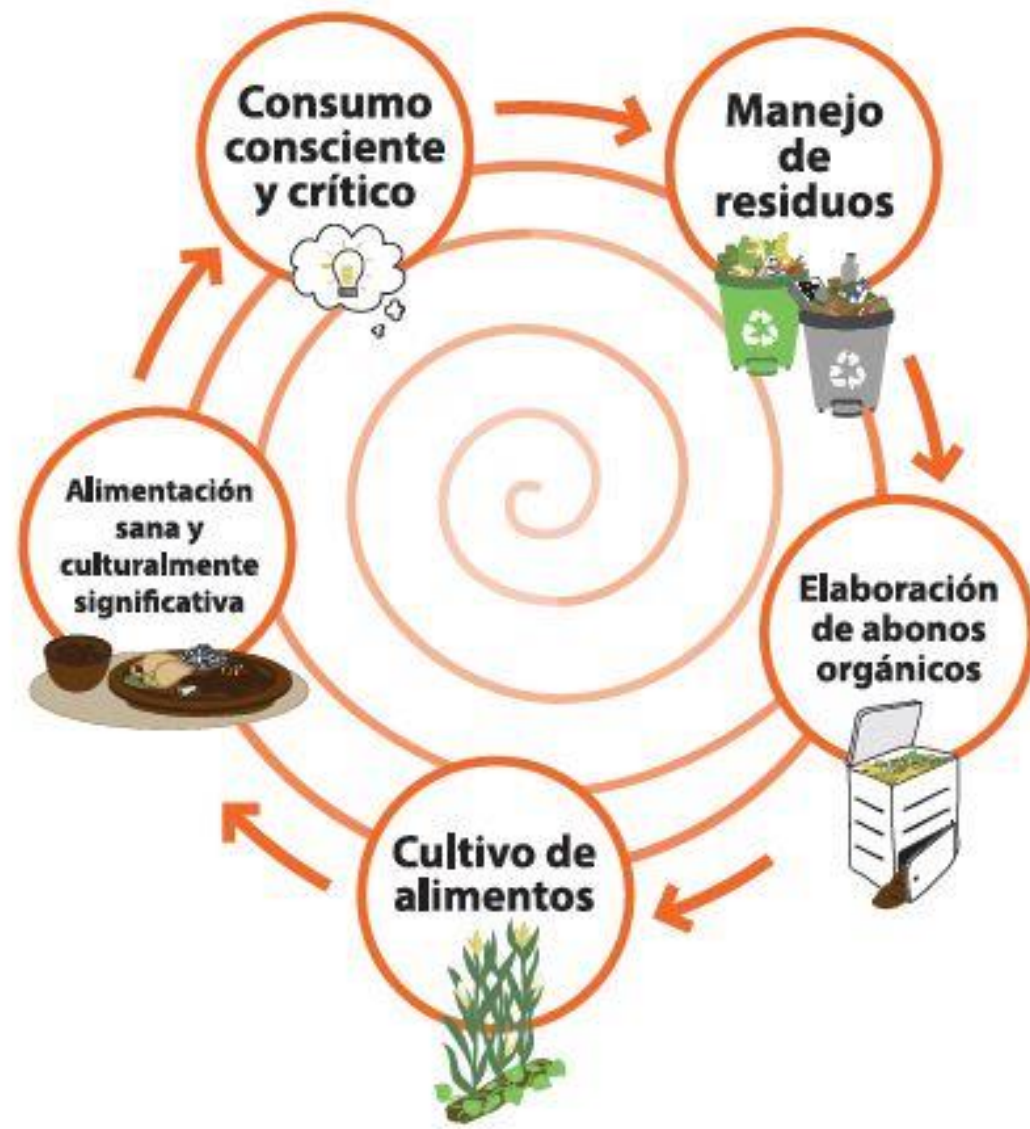 Consumo
consciente
y crítico
Manejo
de
residuos
Elaboración
de abonos
orgánicos
Cultivo de
alimentos
Alimentación
sana y
culturalmente
significativa